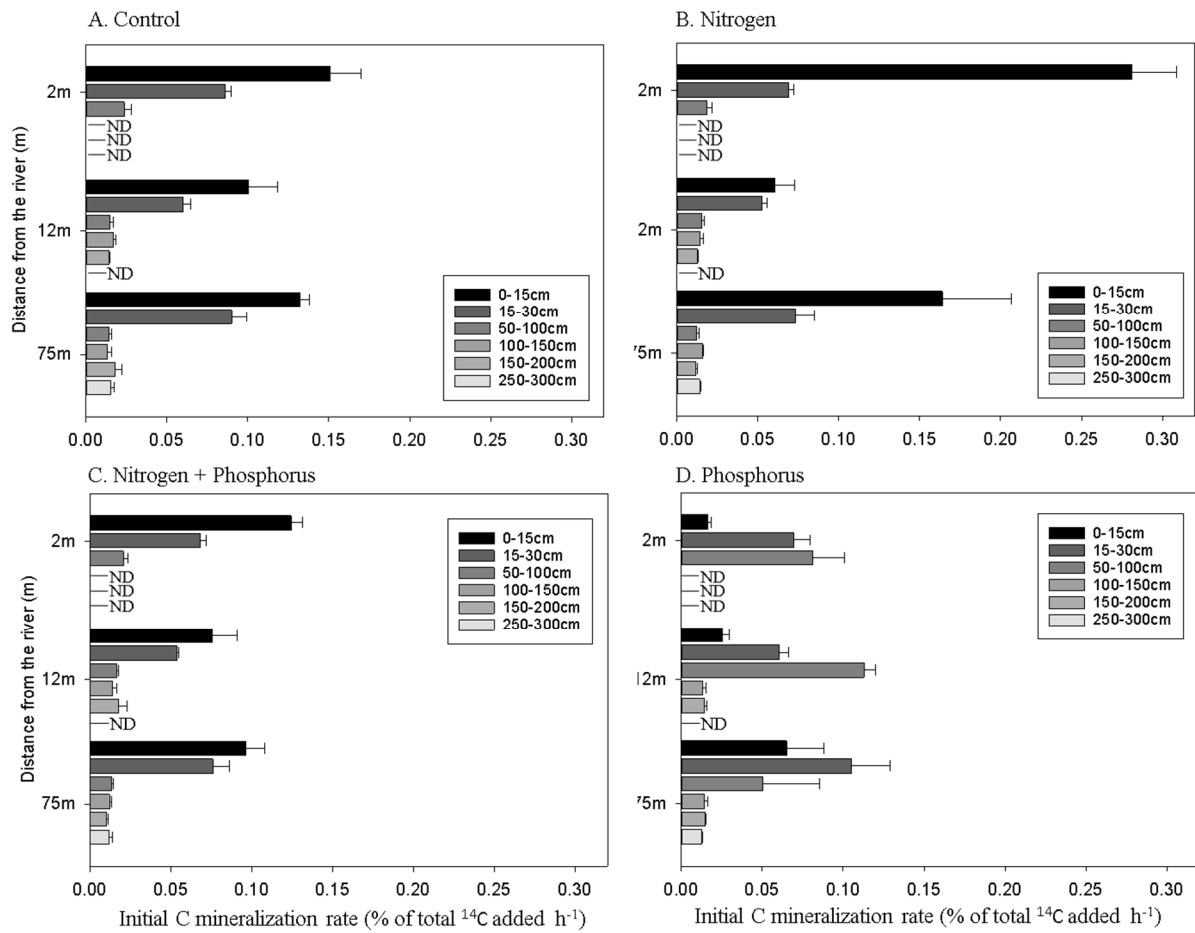 A. Control
Distance from the river (m)
2m
ND
ND
ND
12m
ND
75m
0-15cm
15-30cm
50-100cm
100-150cm
150-200cm
250-300cm
0.00 0.05 0.10 0.15 0.20 0.25 0.30
B. Nitrogen
2m
ND
ND
ND
2m
ND
75m
0-15cm
15-30cm
50-100cm
100-150cm
150-200cm
250-300cm
0.00 0.05 0.10 0.15 0.20 0.25 0.30
C. Nitrogen + Phosphorus
Distance from the river (m)
2m
ND
ND
ND
12m
ND
75m
0-15cm
15-30cm
50-100cm
100-150cm
150-200cm
250-300cm
0.00 0.05 0.10 0.15 0.20 0.25 0.30
Initial C mineralization rate (% of total ¹⁴C added h⁻¹)
D. Phosphorus
2m
ND
ND
ND
12m
ND
75m
0-15cm
15-30cm
50-100cm
100-150cm
150-200cm
250-300cm
0.00 0.05 0.10 0.15 0.20 0.25 0.30
Initial C mineralization rate (% of total ¹⁴C added h⁻¹)